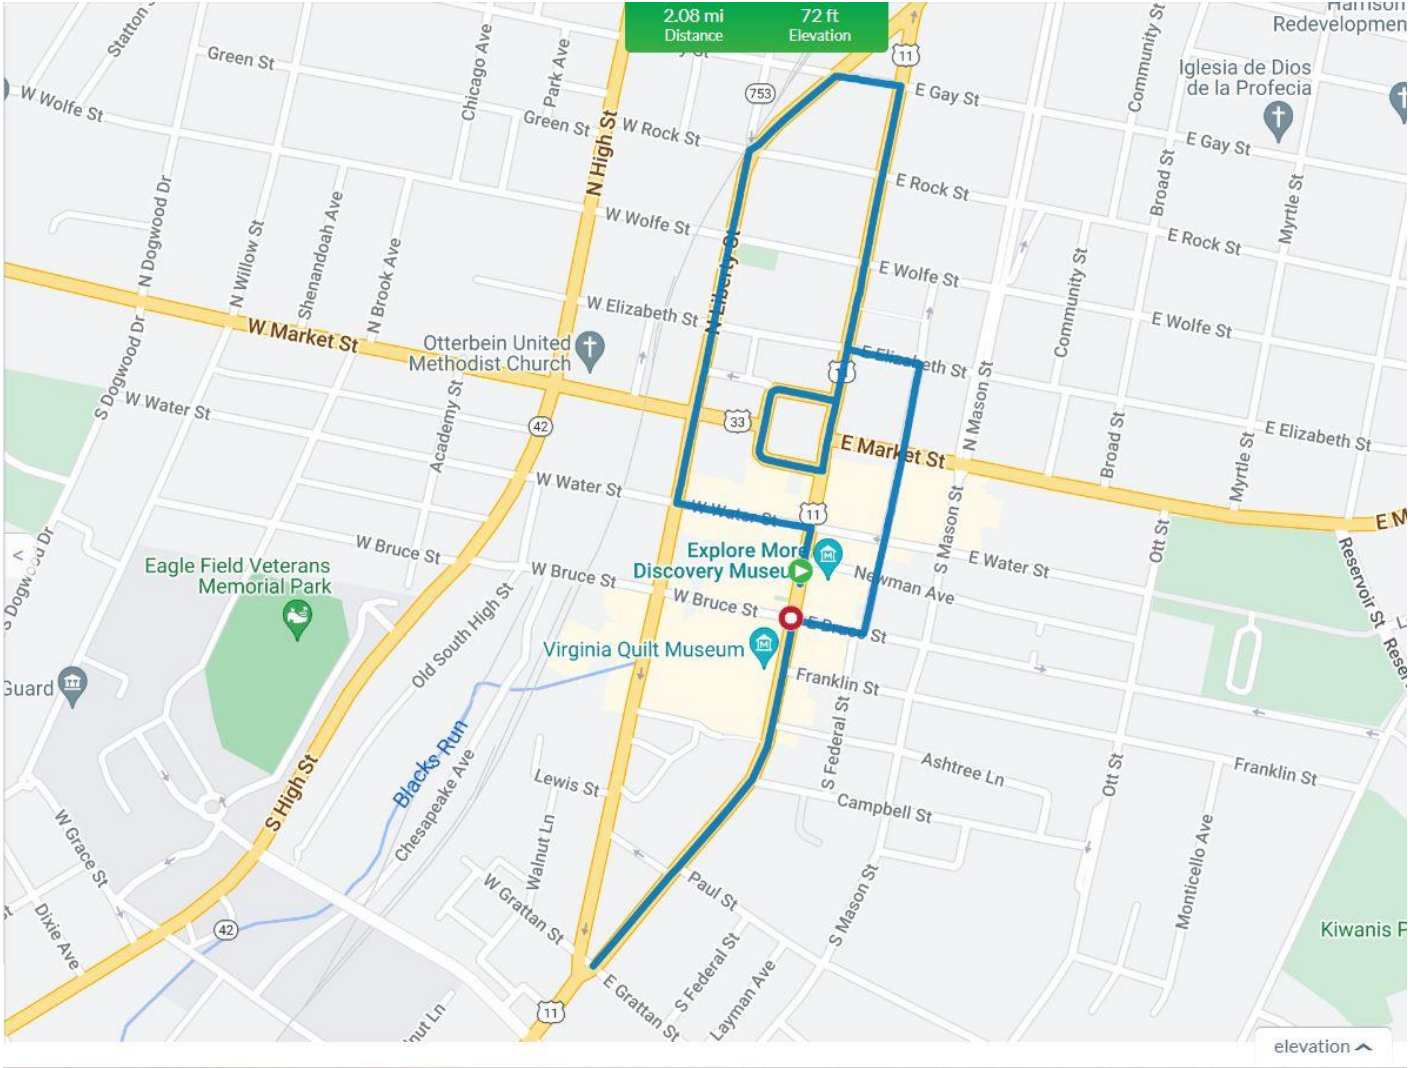 2.08 mi
Distance
72 ft
Elevation
Statton
Green St
W Wolfe St
Chicago Ave
Park Ave
Green St
N High St
W Rock St
753
11
E Gay St
Community St
Redevelopmen
Iglesia de Dios
de la Profecia
E Gay St
Broad St
Myrtle St
E Rock St
E Rock St
N Dogwood Dr
N Willow St
Shenandoah Ave
N Brook Ave
W Wolfe St
N Liberty St
E Wolfe St
Community St
E Wolfe St
W Elizabeth St
W Market St
Otterbein United
Methodist Church
E Elizabeth St
11
N Mason St
S Dogwood Dr
W Water St
Academy St
42
33
E Market St
Broad St
Myrtle St
E Elizabeth St
W Water St
W Water St
11
S Mason St
Ott St
E M
Reservoir St
S Dogwood Dr
<
W Bruce St
Eagle Field Veterans
Memorial Park
W Bruce St
Old South High St
Explore More
Discovery Museu
Newman Ave
E Water St
W Bruce St
E Bruce St
Virginia Quilt Museum
Guard
Franklin St
S Federal St
Blacks Run
Chesapeake Ave
Lewis St
Ashtree Ln
Campbell St
Ott St
Franklin St
S High St
W Grace St
Dixie Ave
42
Walnut Ln
W Grattan St
Paul St
S Mason St
Monticello Ave
Kiwanis P
S Federal St
Layman Ave
E Grattan St
11
nut Ln
elevation